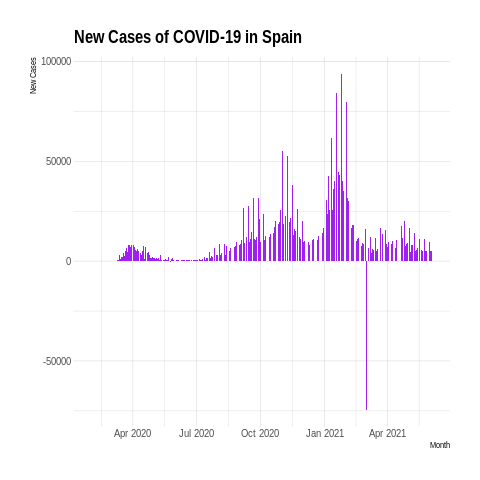 New Cases of COVID-19 in Spain
New Cases
100000
50000
0
-50000
Apr 2020 Jul 2020 Oct 2020 Jan 2021 Apr 2021
Month